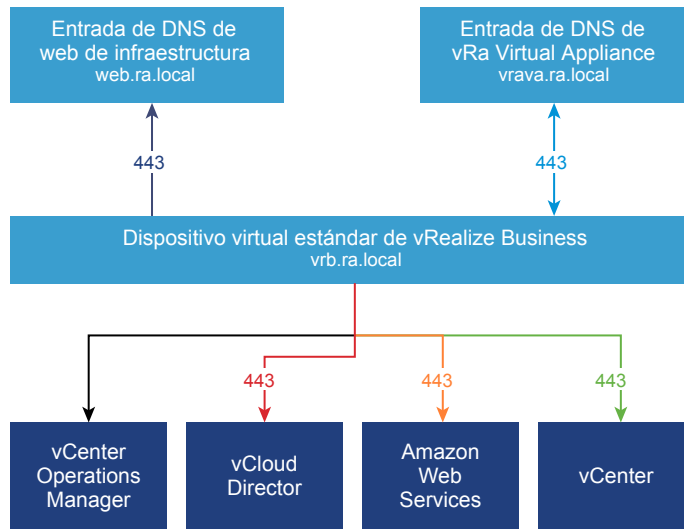 Entrada de DNS de
web de infraestructura
web.ra.local
Entrada de DNS de
vRa Virtual Appliance
vrava.ra.local
443
443
Dispositivo virtual estándar de vRealize Business
vrb.ra.local
443
443
443
vCenter
Operations
Manager
vCloud
Director
Amazon
Web
Services
vCenter